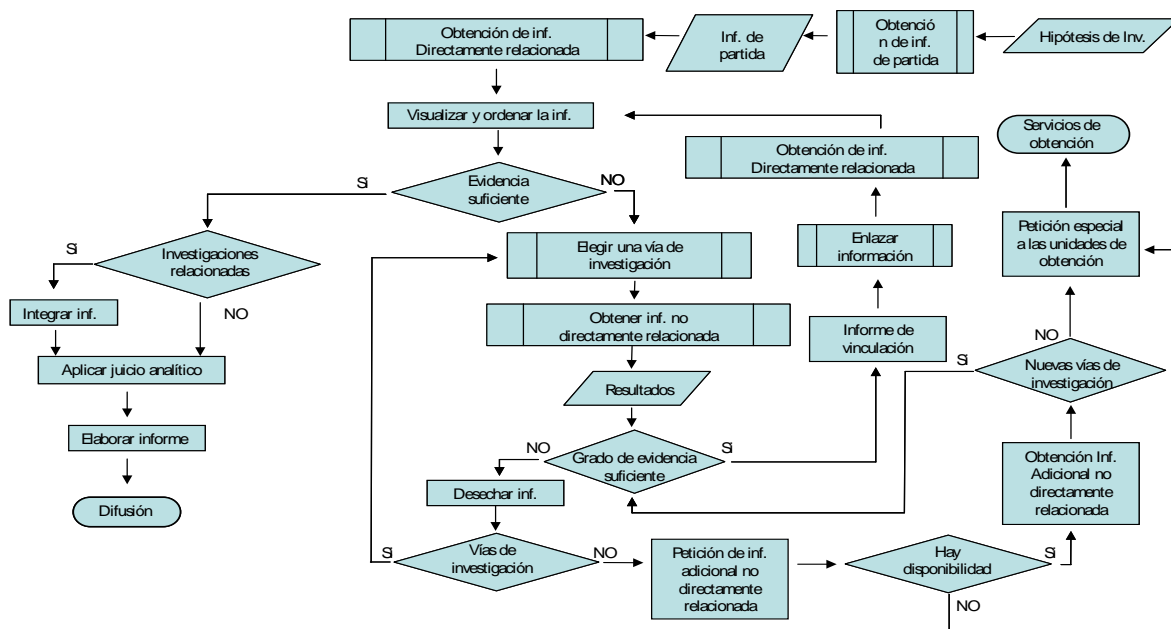 Obtención de inf.
Directamente relacionada
Inf. de
partida
Obtenció
n de inf.
de partida
Hipótesis de Inv.
Visualizar y ordenar la inf.
Obtención de inf.
Directamente relacionada
Servicios de
obtención
Evidencia
suficiente
Sí
NO
Investigaciones
relacionadas
Sí
NO
Elegir una vía de
investigación
Enlazar
información
Petición especial
a las unidades de
obtención
Integrar inf.
Obtener inf. no
directamente relacionada
Informe de
vinculación
NO
Sí
Nuevas vías de
investigación
Aplicar juicio analítico
Resultados
Elaborar informe
NO
Grado de evidencia
suficiente
Sí
Obtención Inf.
Adicional no
directamente
relacionada
Desechar inf.
Difusión
Sí
Vías de
investigación
NO
Petición de inf.
adicional no
directamente
relacionada
Hay
disponibilidad
Sí
NO